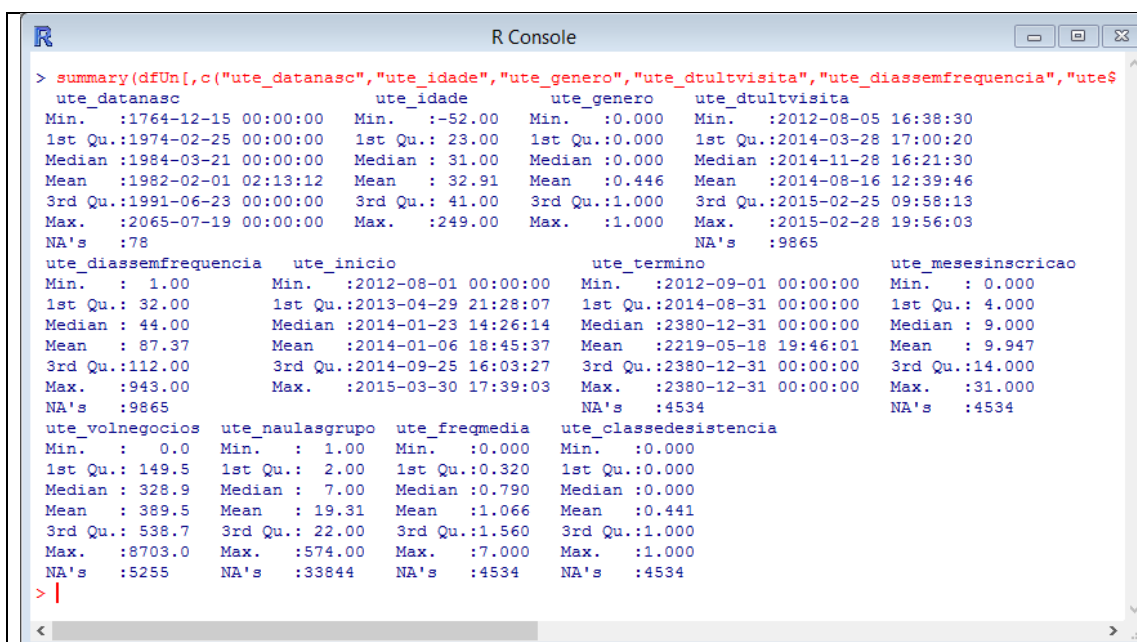 R Console
> summary(dfUn[,c("ute_datanasc","ute_idade","ute_genero","ute_dtultvisita","ute_diassemfrequencia","ute$
ute_datanasc ute_idade ute_genero ute_dtultvisita
Min. :1764-12-15 00:00:00 Min. :-52.00 Min. :0.000 Min. :2012-08-05 16:38:30
1st Qu.:1974-02-25 00:00:00 1st Qu.: 23.00 1st Qu.:0.000 1st Qu.:2014-03-28 17:00:20
Median :1984-03-21 00:00:00 Median : 31.00 Median :0.000 Median :2014-11-28 16:21:30
Mean :1982-02-01 02:13:12 Mean : 32.91 Mean :0.446 Mean :2014-08-16 12:39:46
3rd Qu.:1991-06-23 00:00:00 3rd Qu.: 41.00 3rd Qu.:1.000 3rd Qu.:2015-02-25 09:58:13
Max. :2065-07-19 00:00:00 Max. :249.00 Max. :1.000 Max. :2015-02-28 19:56:03
NA's :78 NA's :9865
ute_diassemfrequencia ute_inicio ute_termino ute_mesesinscricao
Min. : 1.00 Min. :2012-08-01 00:00:00 Min. :2012-09-01 00:00:00 Min. : 0.000
1st Qu.: 32.00 1st Qu.:2013-04-29 21:28:07 1st Qu.:2014-08-31 00:00:00 1st Qu.: 4.000
Median : 44.00 Median :2014-01-23 14:26:14 Median :2380-12-31 00:00:00 Median : 9.000
Mean : 87.37 Mean :2014-01-06 18:45:37 Mean :2219-05-18 19:46:01 Mean : 9.947
3rd Qu.:112.00 3rd Qu.:2014-09-25 16:03:27 3rd Qu.:2380-12-31 00:00:00 3rd Qu.:14.000
Max. :943.00 Max. :2015-03-30 17:39:03 Max. :2380-12-31 00:00:00 Max. :31.000
NA's :9865 NA's :4534 NA's :4534
ute_volnegocios ute_naulasgrupo ute_freqmedia ute_classedesistencia
Min. : 0.0 Min. : 1.00 Min. :0.000 Min. :0.000
1st Qu.: 149.5 1st Qu.: 2.00 1st Qu.:0.320 1st Qu.:0.000
Median : 328.9 Median : 7.00 Median :0.790 Median :0.000
Mean : 389.5 Mean : 19.31 Mean :1.066 Mean :0.441
3rd Qu.: 538.7 3rd Qu.: 22.00 3rd Qu.:1.560 3rd Qu.:1.000
Max. :8703.0 Max. :574.00 Max. :7.000 Max. :1.000
NA's :5255 NA's :33844 NA's :4534 NA's :4534
>